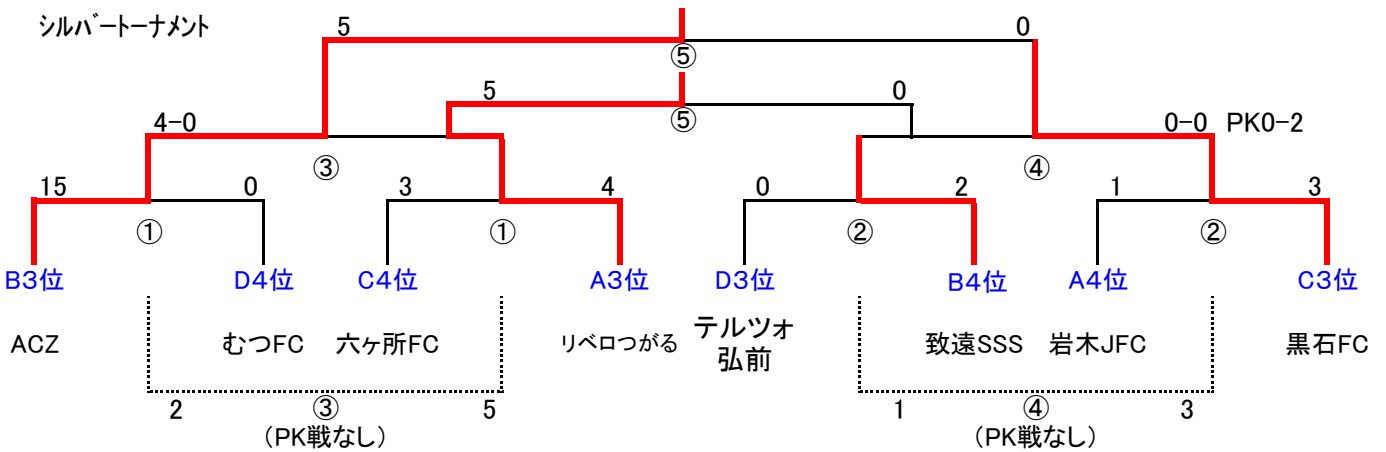 シルバートーナメント
5 0
⑤
5 0
⑤
4-0 0-0 PK0-2
③ ④
15 0 3 4 0 2 1 3
① ① ② ②
B3位 D4位 C4位 A3位 D3位 B4位 A4位 C3位
ACZ むつFC 六ヶ所FC リベロつがる テルツォ 致遠SSS 岩木JFC 黒石FC
弘前
2 ③ 5 1 ④ 3
（PK戦なし） （PK戦なし）